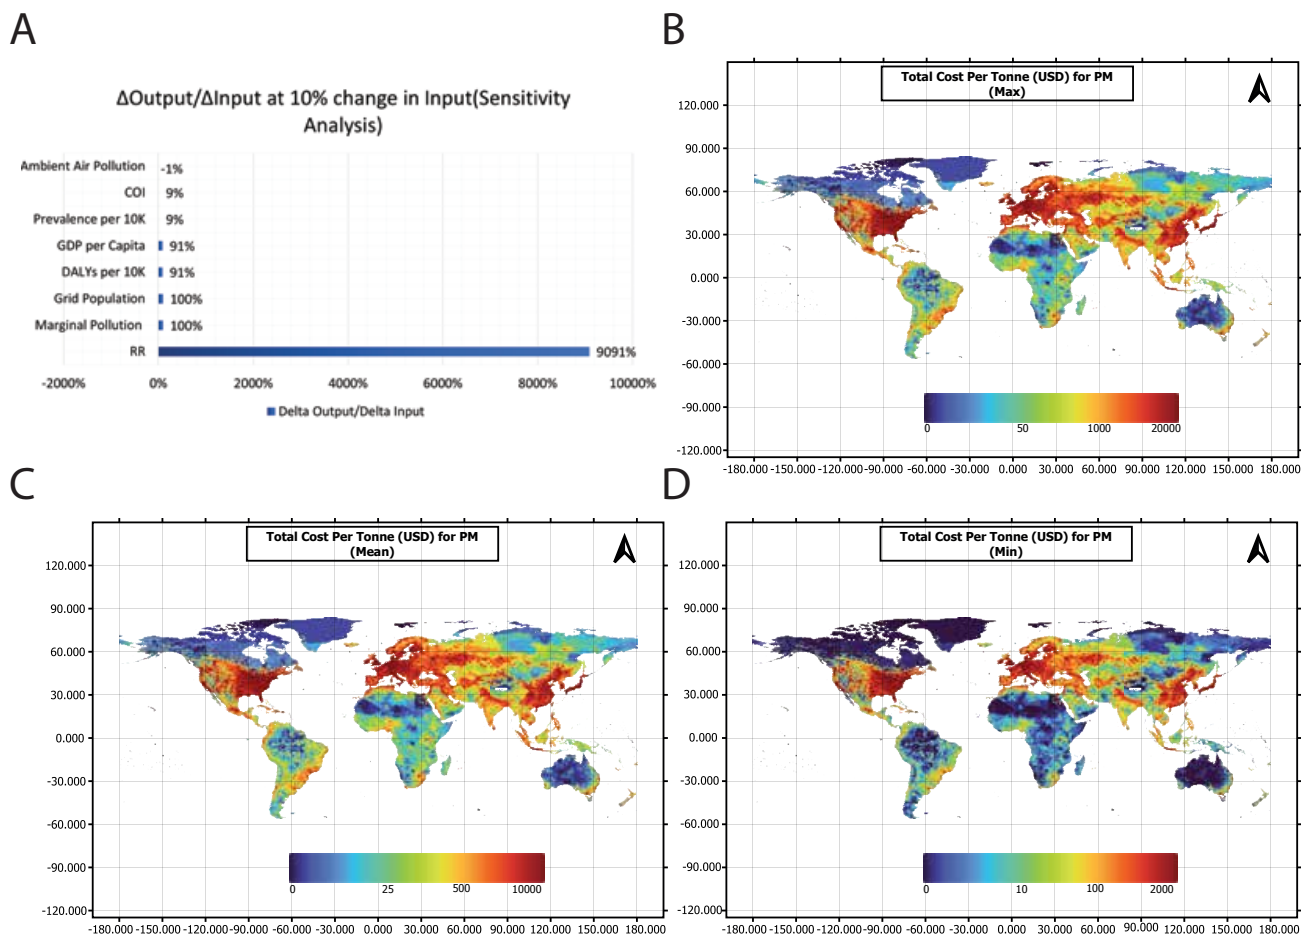 A
ΔOutput/ΔInput at 10% change in Input(Sensitivity
Analysis)
Ambient Air Pollution -1%
COI 9%
Prevalence per 10K 9%
GDP per Capita 91%
DALYs per 10K 91%
Grid Population 100%
Marginal Pollution 100%
RR 9091%
-2000% 0% 2000% 4000% 6000% 8000% 10000%
Delta Output/Delta Input
B
Total Cost Per Tonne (USD) for PM
(Max)
120.000
90.000
60.000
30.000
0.000
-30.000
-60.000
-90.000
-120.000
0 50 1000 20000
-180.000 -150.000 -120.000 -90.000 -60.000 -30.000 0.000 30.000 60.000 90.000 120.000 150.000 180.000
C
Total Cost Per Tonne (USD) for PM
(Mean)
120.000
90.000
60.000
30.000
0.000
-30.000
-60.000
-90.000
-120.000
0 25 500 10000
-180.000 -150.000 -120.000 -90.000 -60.000 -30.000 0.000 30.000 60.000 90.000 120.000 150.000 180.000
D
Total Cost Per Tonne (USD) for PM
(Min)
120.000
90.000
60.000
30.000
0.000
-30.000
-60.000
-90.000
-120.000
0 10 100 2000
-180.000 -150.000 -120.000 -90.000 -60.000 -30.000 0.000 30.000 60.000 90.000 120.000 150.000 180.000